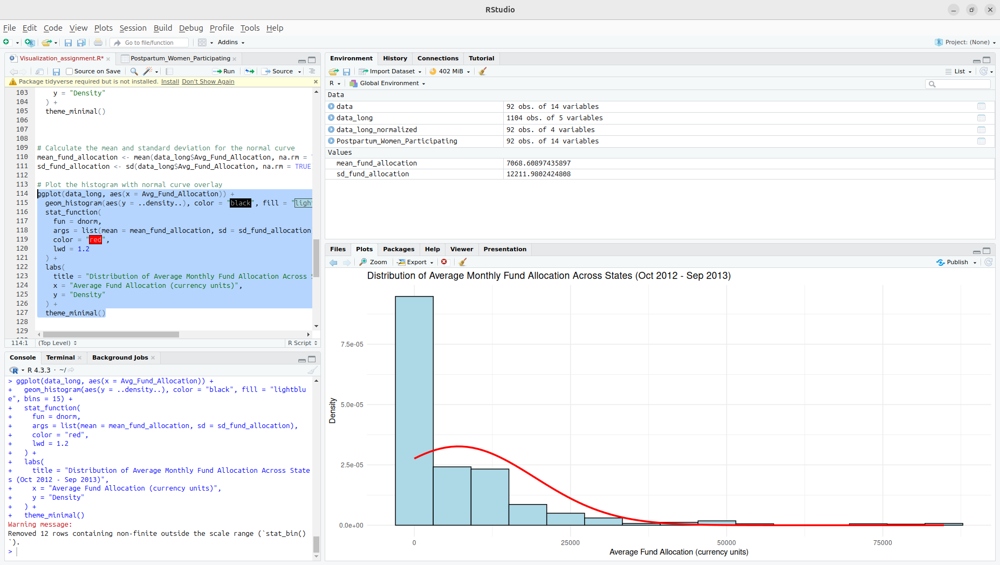 RStudio
File Edit Code View Plots Session Build Debug Profile Tools Help
Go to file/function
Addins
Project: (None)
Visualization_assignment.R*
Postpartum_Women_Participating
Source on Save
Run
Source
Package tidyverse required but is not installed. Install Don't Show Again
103 y = "Density"
104 ) +
105 theme_minimal()
106
107
108
109 # Calculate the mean and standard deviation for the normal curve
110 mean_fund_allocation <- mean(data_long$Avg_Fund_Allocation, na.rm =
111 sd_fund_allocation <- sd(data_long$Avg_Fund_Allocation, na.rm = TRUE
112
113 # Plot the histogram with normal curve overlay
114 ggplot(data_long, aes(x = Avg_Fund_Allocation)) +
115 geom_histogram(aes(y = ..density..), color = "black", fill = "ligh
116 stat_function(
117 fun = dnorm,
118 args = list(mean = mean_fund_allocation, sd = sd_fund_allocation
119 color = "red",
120 lwd = 1.2
121 ) +
122 labs(
123 title = "Distribution of Average Monthly Fund Allocation Across
124 x = "Average Fund Allocation (currency units)",
125 y = "Density"
126 ) +
127 theme_minimal()
128
129
114:1 (Top Level) R Script
Console Terminal Background Jobs
R 4.3.3 · ~/
> ggplot(data_long, aes(x = Avg_Fund_Allocation)) +
+ geom_histogram(aes(y = ..density..), color = "black", fill = "lightblu
e", bins = 15) +
+ stat_function(
+ fun = dnorm,
+ args = list(mean = mean_fund_allocation, sd = sd_fund_allocation),
+ color = "red",
+ lwd = 1.2
+ ) +
+ labs(
+ title = "Distribution of Average Monthly Fund Allocation Across State
s (Oct 2012 - Sep 2013)",
+ x = "Average Fund Allocation (currency units)",
+ y = "Density"
+ ) +
+ theme_minimal()
Warning message:
Removed 12 rows containing non-finite outside the scale range (`stat_bin()
`).
>
Environment History Connections Tutorial
Import Dataset
402 MiB
List
R Global Environment
Data
data 92 obs. of 14 variables
data_long 1104 obs. of 5 variables
data_long_normalized 92 obs. of 4 variables
Postpartum_Women_Participating 92 obs. of 14 variables
Values
mean_fund_allocation 7068.60897435897
sd_fund_allocation 12211.9802424808
Files Plots Packages Help Viewer Presentation
Zoom Export Publish
Distribution of Average Monthly Fund Allocation Across States (Oct 2012 - Sep 2013)
Density
7.5e-05
5.0e-05
2.5e-05
0.0e+00
0 25000 50000 75000
Average Fund Allocation (currency units)